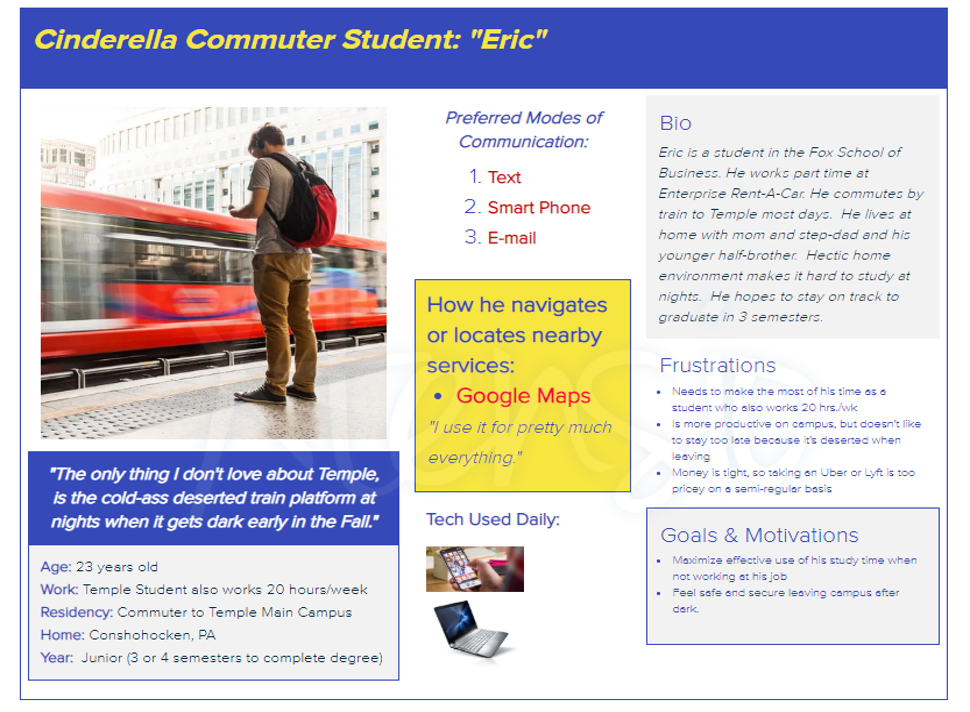 Cinderella Commuter Student: "Eric"
Preferred Modes of
Communication:
1. Text
2. Smart Phone
3. E-mail
How he navigates
or locates nearby
services:
• Google Maps
"I use it for pretty much
everything."
Tech Used Daily:
"The only thing I don't love about Temple,
is the cold-ass deserted train platform at
nights when it gets dark early in the Fall."
Age: 23 years old
Work: Temple Student also works 20 hours/week
Residency: Commuter to Temple Main Campus
Home: Conshohocken, PA
Year: Junior (3 or 4 semesters to complete degree)
Bio
Eric is a student in the Fox School of
Business. He works part time at
Enterprise Rent-A-Car. He commutes by
train to Temple most days. He lives at
home with mom and step-dad and his
younger half-brother. Hectic home
environment makes it hard to study at
nights. He hopes to stay on track to
graduate in 3 semesters.
Frustrations
• Needs to make the most of his time as a
student who also works 20 hrs./wk
• Is more productive on campus, but doesn't like
to stay too late because it's deserted when
leaving
• Money is tight, so taking an Uber or Lyft is too
pricey on a semi-regular basis
Goals & Motivations
• Maximize effective use of his study time when
not working at his job
• Feel safe and secure leaving campus after
dark.